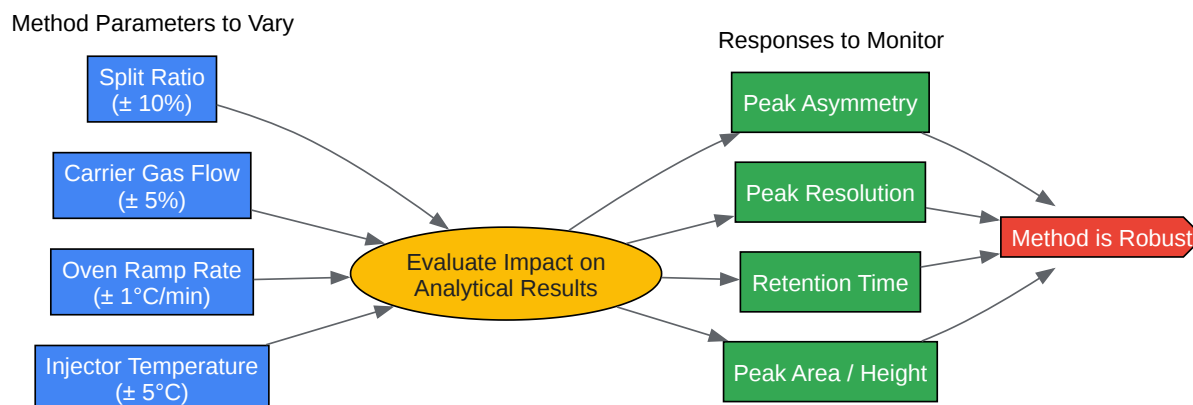 Method Parameters to Vary
Split Ratio
(± 10%)
Carrier Gas Flow
(± 5%)
Oven Ramp Rate
(± 1°C/min)
Injector Temperature
(± 5°C)
Evaluate Impact on
Analytical Results
Responses to Monitor
Peak Asymmetry
Peak Resolution
Retention Time
Peak Area / Height
Method is Robust